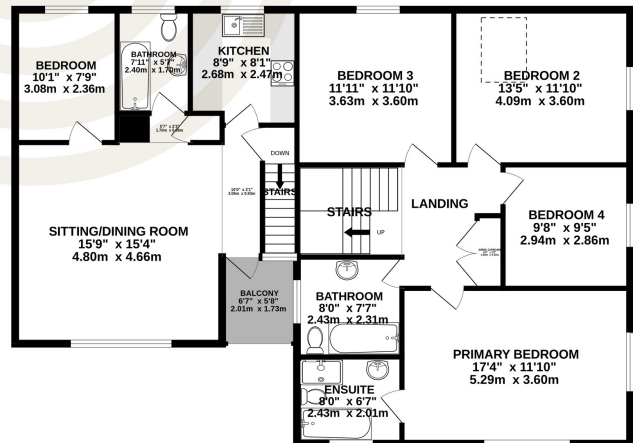 BEDROOM
10'1" x 7'9"
3.08m x 2.36m
BATHROOM
7'11" x 5'7"
2.40m x 1.70m
KITCHEN
8'9" x 8'1"
2.68m x 2.47m
BEDROOM 3
11'11" x 11'10"
3.63m x 3.60m
BEDROOM 2
13'5" x 11'10"
4.09m x 3.60m
DOWN
STAIRS
SITTING/DINING ROOM
15'9" x 15'4"
4.80m x 4.66m
STAIRS
UP
LANDING
BEDROOM 4
9'8" x 9'5"
2.94m x 2.86m
BALCONY
6'7" x 5'8"
2.01m x 1.73m
BATHROOM
8'0" x 7'7"
2.43m x 2.31m
PRIMARY BEDROOM
17'4" x 11'10"
5.29m x 3.60m
ENSUITE
8'0" x 6'7"
2.43m x 2.01m